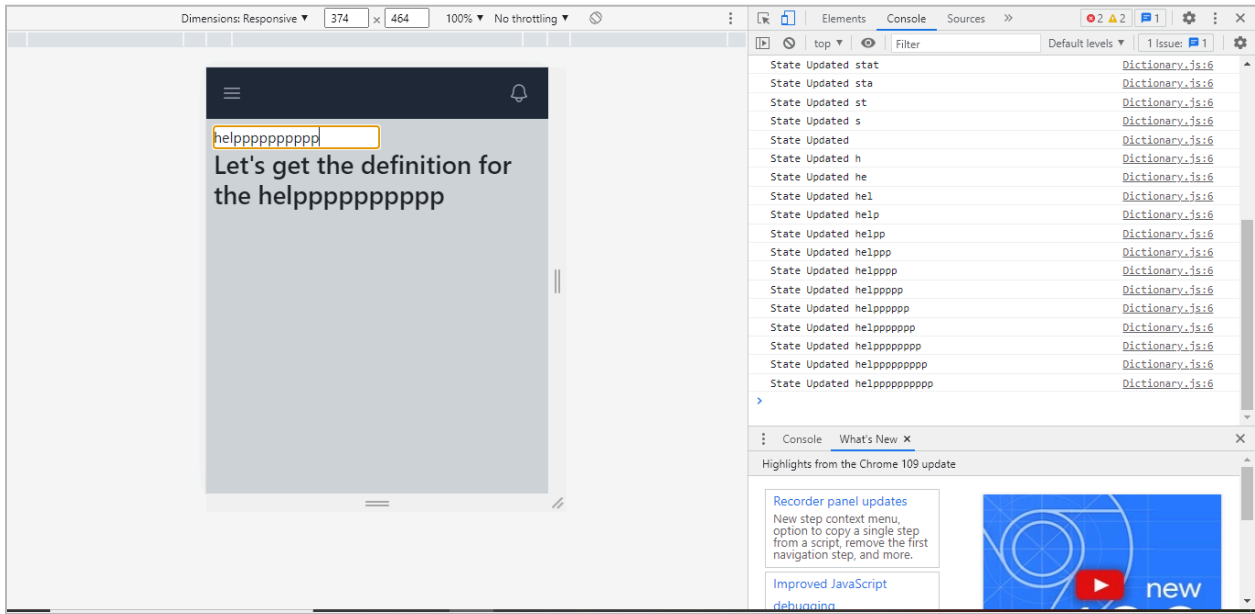 Dimensions: Responsive ▼ 374 × 464 100% ▼ No throttling ▼
Elements Console Sources » 2 2 1
top ▼ Filter Default levels ▼ 1 Issue: 1
State Updated stat Dictionary.js:6
State Updated sta Dictionary.js:6
State Updated st Dictionary.js:6
State Updated s Dictionary.js:6
State Updated Dictionary.js:6
State Updated h Dictionary.js:6
State Updated he Dictionary.js:6
State Updated hel Dictionary.js:6
State Updated help Dictionary.js:6
State Updated helpp Dictionary.js:6
State Updated helppp Dictionary.js:6
State Updated helpppp Dictionary.js:6
State Updated helppppp Dictionary.js:6
State Updated helpppppp Dictionary.js:6
State Updated helppppppp Dictionary.js:6
State Updated helpppppppp Dictionary.js:6
State Updated helppppppppp Dictionary.js:6
State Updated helpppppppppp Dictionary.js:6
helpppppppppp
Let's get the definition for
the helpppppppppp
Console What's New ×
Highlights from the Chrome 109 update
Recorder panel updates
New step context menu,
option to copy a single step
from a script, remove the first
navigation step, and more.
Improved JavaScript
debugging
new